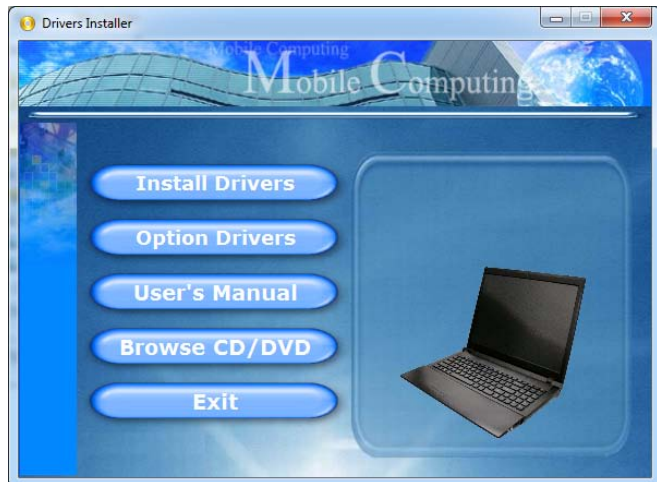 Drivers Installer
Mobile Computing
Mobile Computing
Install Drivers
Option Drivers
User's Manual
Browse CD/DVD
Exit